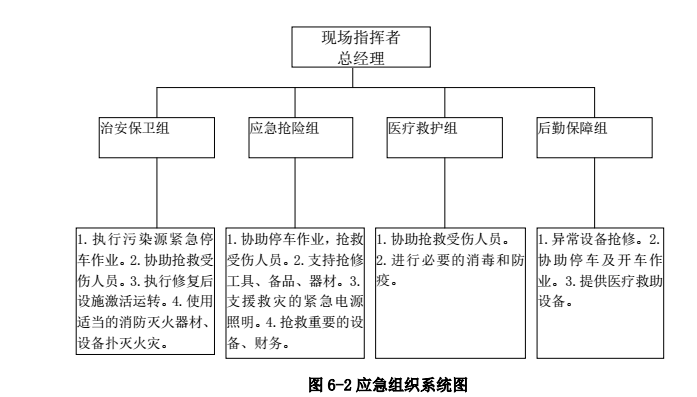 现场指挥者
总经理
治安保卫组
应急抢险组
医疗救护组
后勤保障组
1.执行污染源紧急停
车作业。2.协助抢救受
伤人员。3.执行修复后
设施激活运转。4.使用
适当的消防灭火器材、
设备扑灭火灾。
1.协助停车作业，抢救
受伤人员。2.支持抢修
工具、备品、器材。3.
支援救灾的紧急电源
照明。4.抢救重要的设
备、财务。
1.协助抢救受伤人员。
2.进行必要的消毒和防
疫。
1.异常设备抢修。2.
协助停车及开车作
业。3.提供医疗救助
设备。
图 6-2 应急组织系统图